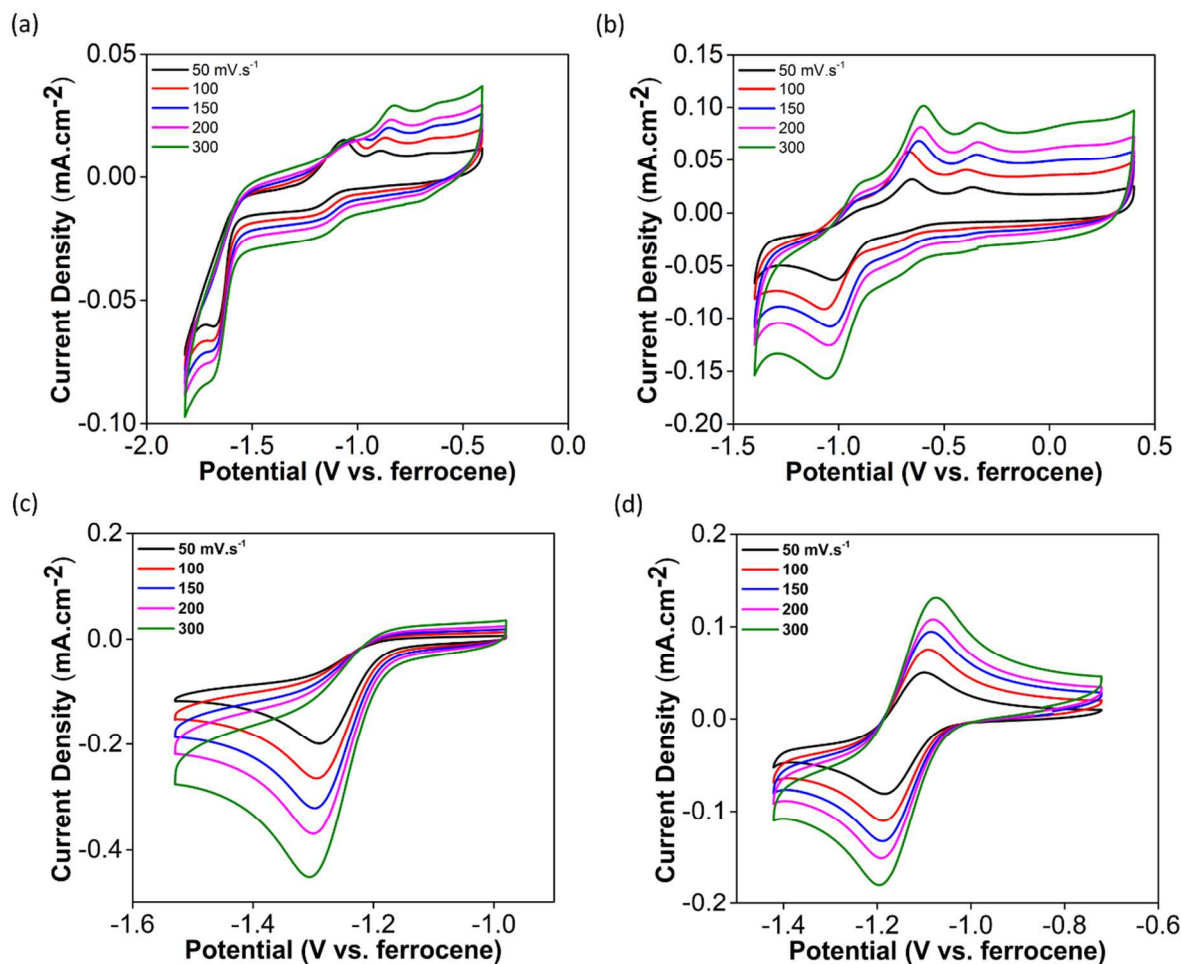 (a)
0.05
0.00
-0.05
-0.10
Current Density (mA.cm-2)
50 mV.s-1
100
150
200
300
-2.0 -1.5 -1.0 -0.5 0.0
Potential (V vs. ferrocene)
(b)
0.15
0.10
0.05
0.00
-0.05
-0.10
-0.15
-0.20
Current Density (mA.cm-2)
50 mV.s-1
100
150
200
300
-1.5 -1.0 -0.5 0.0 0.5
Potential (V vs. ferrocene)
(c)
0.2
0.0
-0.2
-0.4
Current Density (mA.cm-2)
50 mV.s-1
100
150
200
300
-1.6 -1.4 -1.2 -1.0
Potential (V vs. ferrocene)
(d)
0.2
0.1
0.0
-0.1
-0.2
Current Density (mA.cm-2)
50 mV.s-1
100
150
200
300
-1.4 -1.2 -1.0 -0.8 -0.6
Potential (V vs. ferrocene)